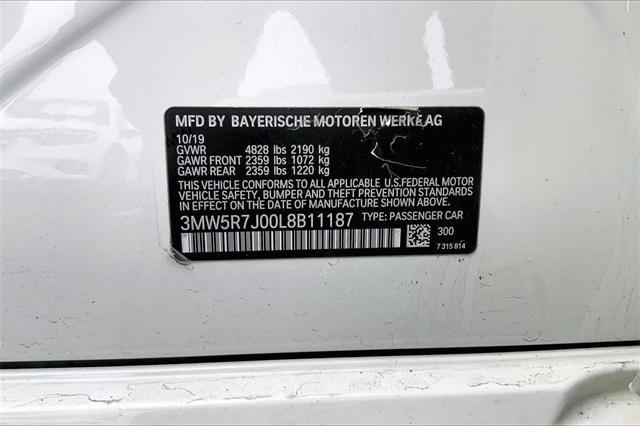 MFD BY BAYERISCHE MOTOREN WERKE AG
10/19
GVWR 4828 lbs 2190 kg
GAWR FRONT 2359 lbs 1072 kg
GAWR REAR 2359 lbs 1220 kg
THIS VEHICLE CONFORMS TO ALL APPLICABLE U.S.FEDERAL MOTOR
VEHICLE SAFETY, BUMPER AND THEFT PREVENTION STANDARDS
IN EFFECT ON THE DATE OF MANUFACTURE SHOWN ABOVE.
3MW5R7J00L8B11187 TYPE: PASSENGER CAR
300
7 315 814